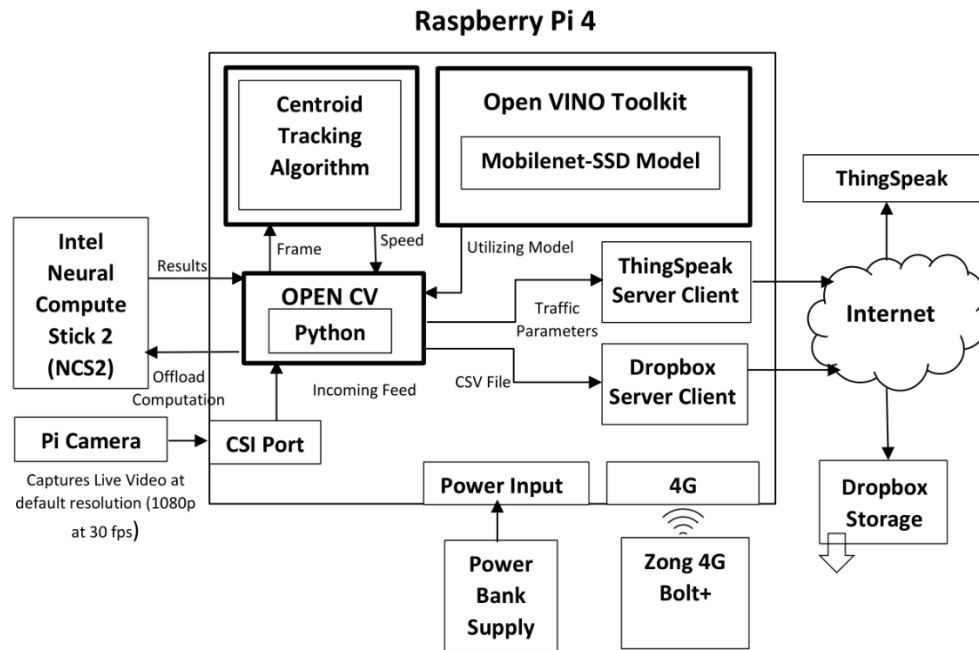 Raspberry Pi 4
Centroid
Tracking
Algorithm
Open VINO Toolkit
Mobilenet-SSD Model
ThingSpeak
Intel
Neural
Compute
Stick 2
(NCS2)
Results
Frame
Speed
Utilizing Model
OPEN CV
Python
ThingSpeak
Server Client
Traffic
Parameters
Internet
Offload
Computation
Incoming Feed
CSV File
Dropbox
Server Client
Pi Camera
CSI Port
Captures Live Video at
default resolution (1080p
at 30 fps)
Power Input
4G
Dropbox
Storage
Power
Bank
Supply
Zong 4G
Bolt+